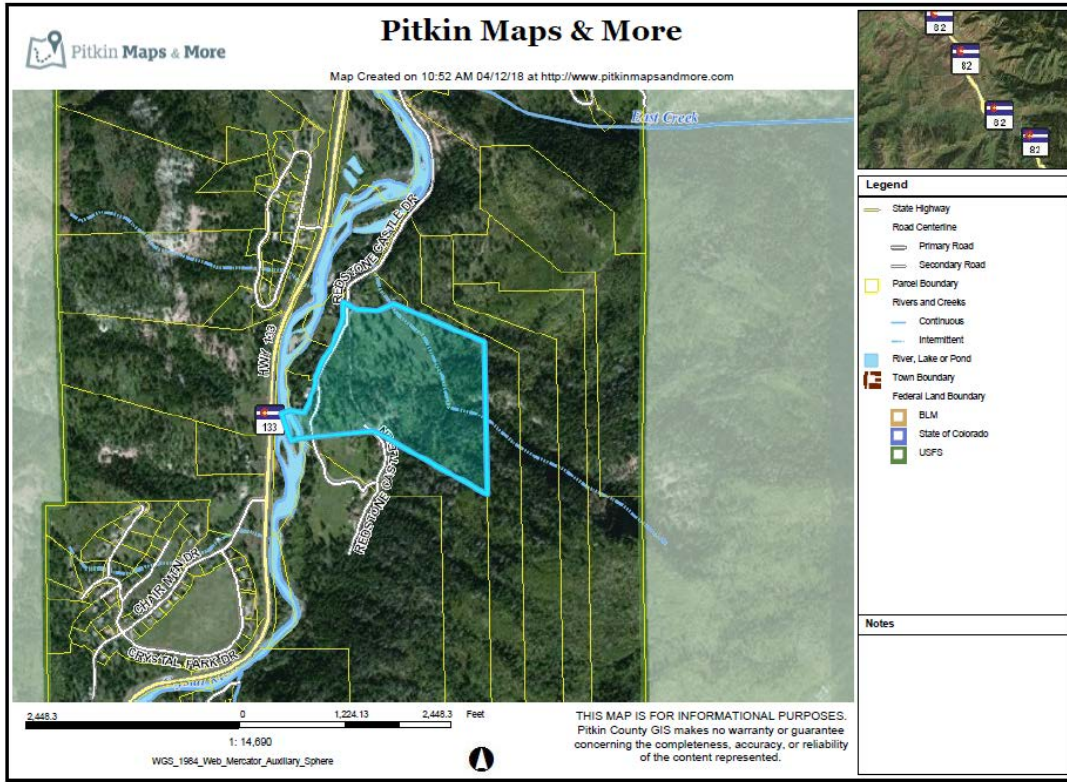 Pitkin Maps & More
Pitkin Maps & More
Map Created on 10:52 AM 04/12/18 at http://www.pitkinmapsandmore.com
East Creek
REDSTONE CASTLE DR
HWY 133
133
REDSTONE CASTLE
CHAIR MTN DR
CRYSTAL PARK DR
82
82
82
82
Legend
State Highway
Road Centerline
Primary Road
Secondary Road
Parcel Boundary
Rivers and Creeks
Continuous
Intermittent
River, Lake or Pond
Town Boundary
Federal Land Boundary
BLM
State of Colorado
USFS
Notes
2,448.3 0 1,224.13 2,448.3 Feet
1: 14,690
WGS_1984_Web_Mercator_Auxiliary_Sphere
THIS MAP IS FOR INFORMATIONAL PURPOSES.
Pitkin County GIS makes no warranty or guarantee
concerning the completeness, accuracy, or reliability
of the content represented.